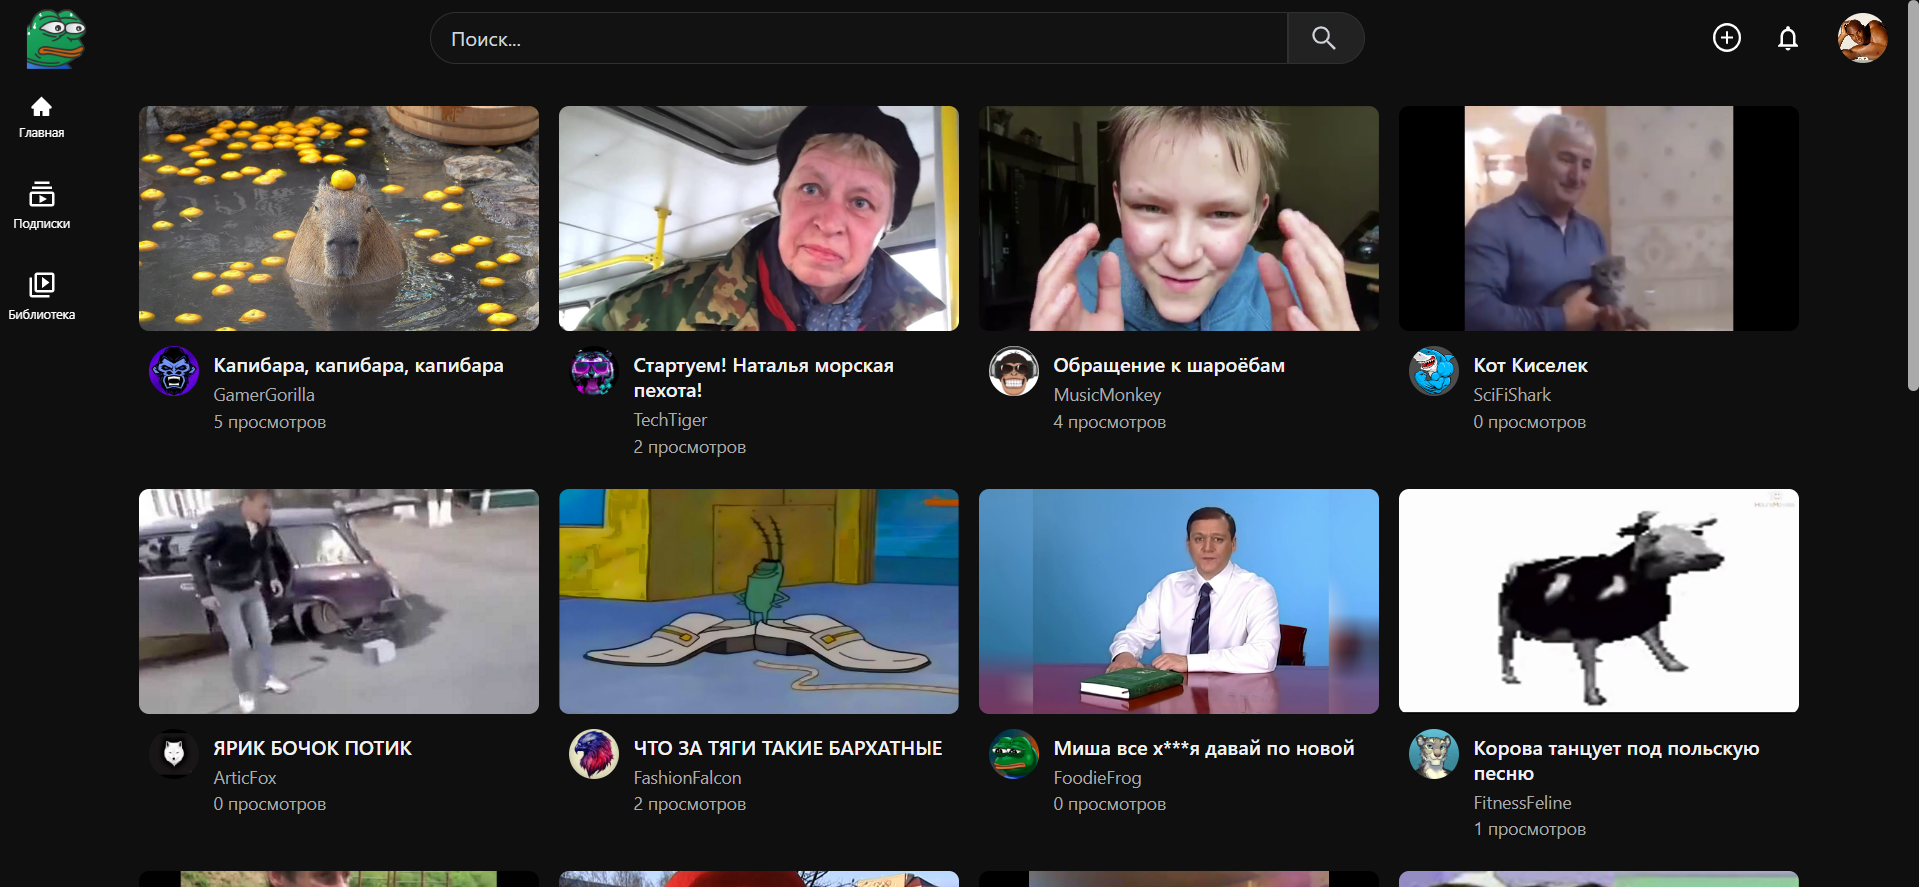 Поиск...
Главная
Подписки
Библиотека
Капибара, капибара, капибара
GamerGorilla
5 просмотров
Стартуем! Наталья морская
пехота!
TechTiger
2 просмотров
Обращение к шароёбам
MusicMonkey
4 просмотров
Кот Киселек
SciFiShark
0 просмотров
ЯРИК БОЧОК ПОТИК
ArticFox
0 просмотров
ЧТО ЗА ТЯГИ ТАКИЕ БАРХАТНЫЕ
FashionFalcon
2 просмотров
Миша все х***я давай по новой
FoodieFrog
0 просмотров
Корова танцует под польскую
песню
FitnessFeline
1 просмотров